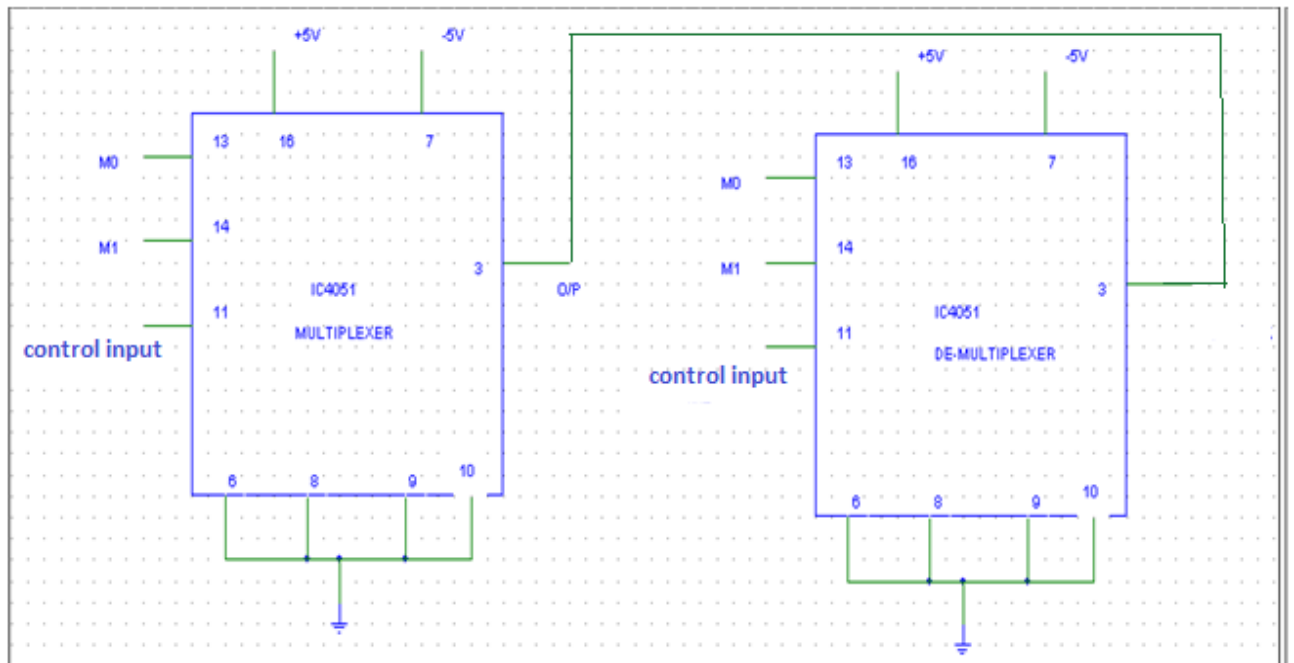 +5V
-5V
13
16
7
M0
14
M1
3
O/P
IC4051
11
MULTIPLEXER
control input
6
8
9
10
+5V
-5V
13
16
7
M0
14
M1
3
IC4051
11
DE-MULTIPLEXER
control input
6
8
9
10